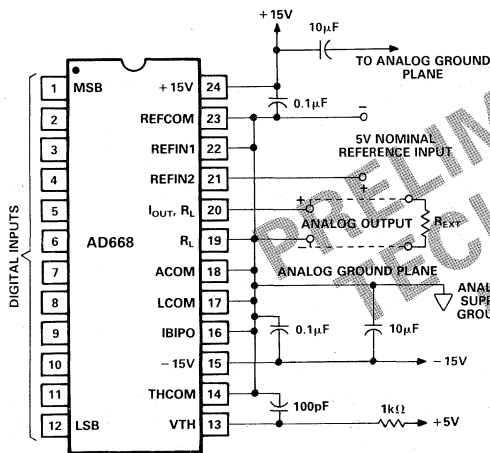 +15V
10μF
TO ANALOG GROUND
PLANE
0.1μF
1 MSB +15V 24
2 REFCOM 23
3 REFIN1 22
4 REFIN2 21
5 IOUT, RL 20
6 RL 19
7 ACOM 18
8 LCOM 17
9 IBIPO 16
10 −15V 15
11 THCOM 14
12 LSB VTH 13
AD668
DIGITAL INPUTS
−
5V NOMINAL
REFERENCE INPUT
+
+
ANALOG OUTPUT
REXT
−
ANALOG GROUND PLANE
0.1μF
10μF
−15V
100pF
1kΩ
+5V
PRELIM
TECH